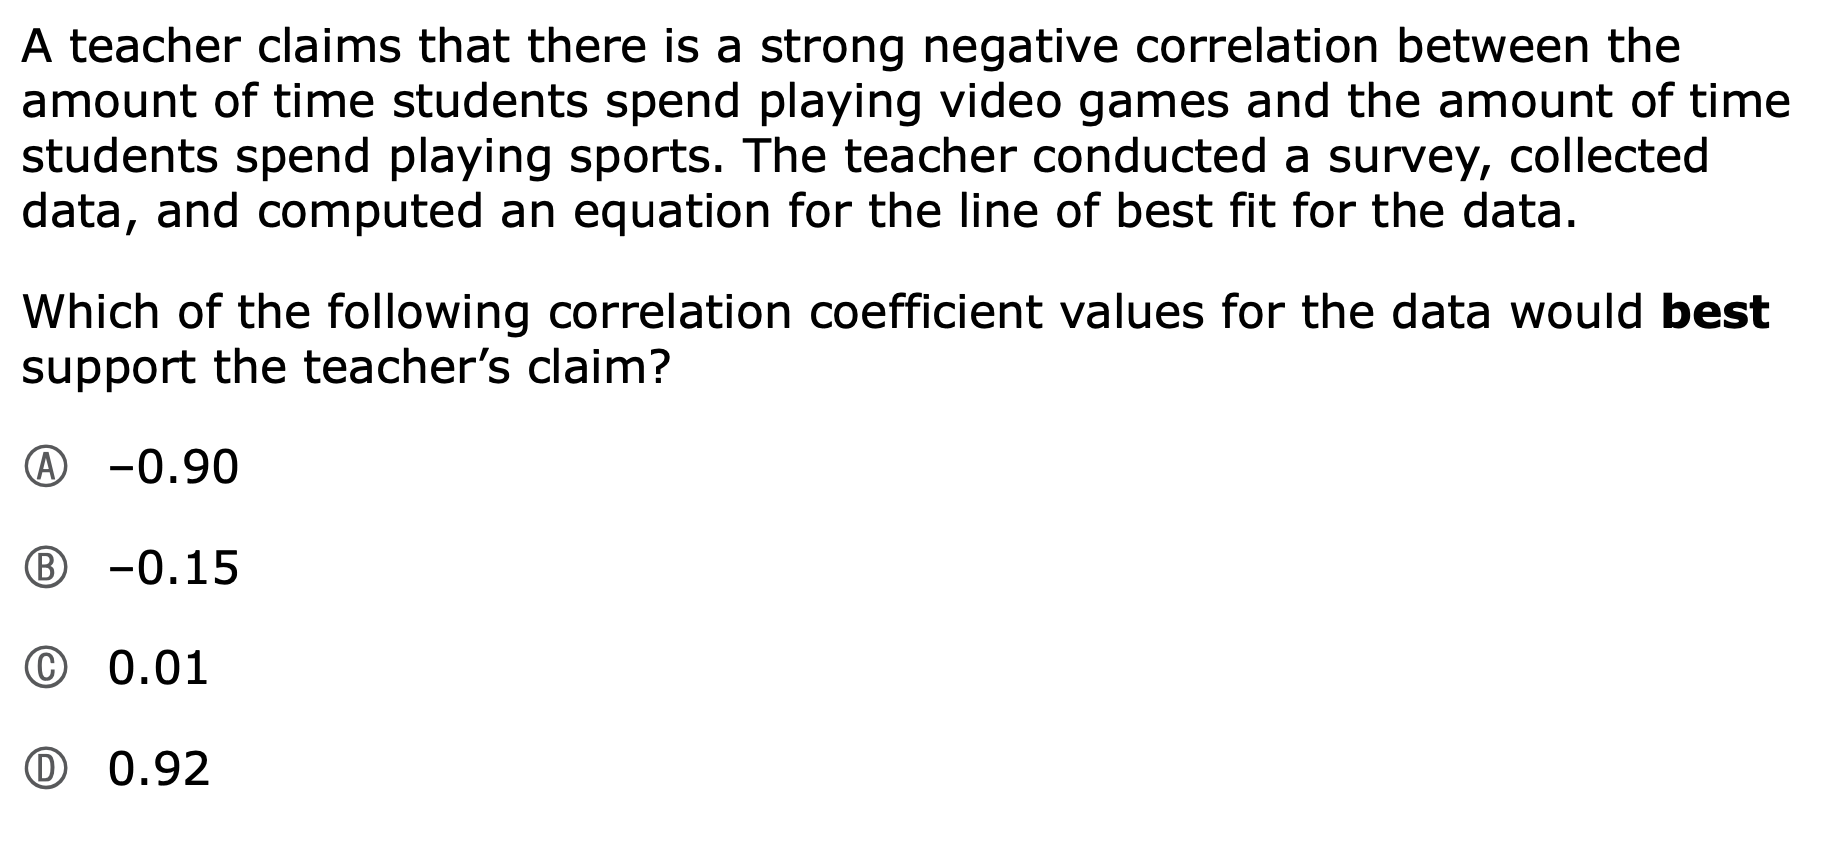 A teacher claims that there is a strong negative correlation between the
amount of time students spend playing video games and the amount of time
students spend playing sports. The teacher conducted a survey, collected
data, and computed an equation for the line of best fit for the data.
Which of the following correlation coefficient values for the data would best
support the teacher’s claim?
Ⓐ –0.90
Ⓑ –0.15
Ⓒ 0.01
Ⓓ 0.92